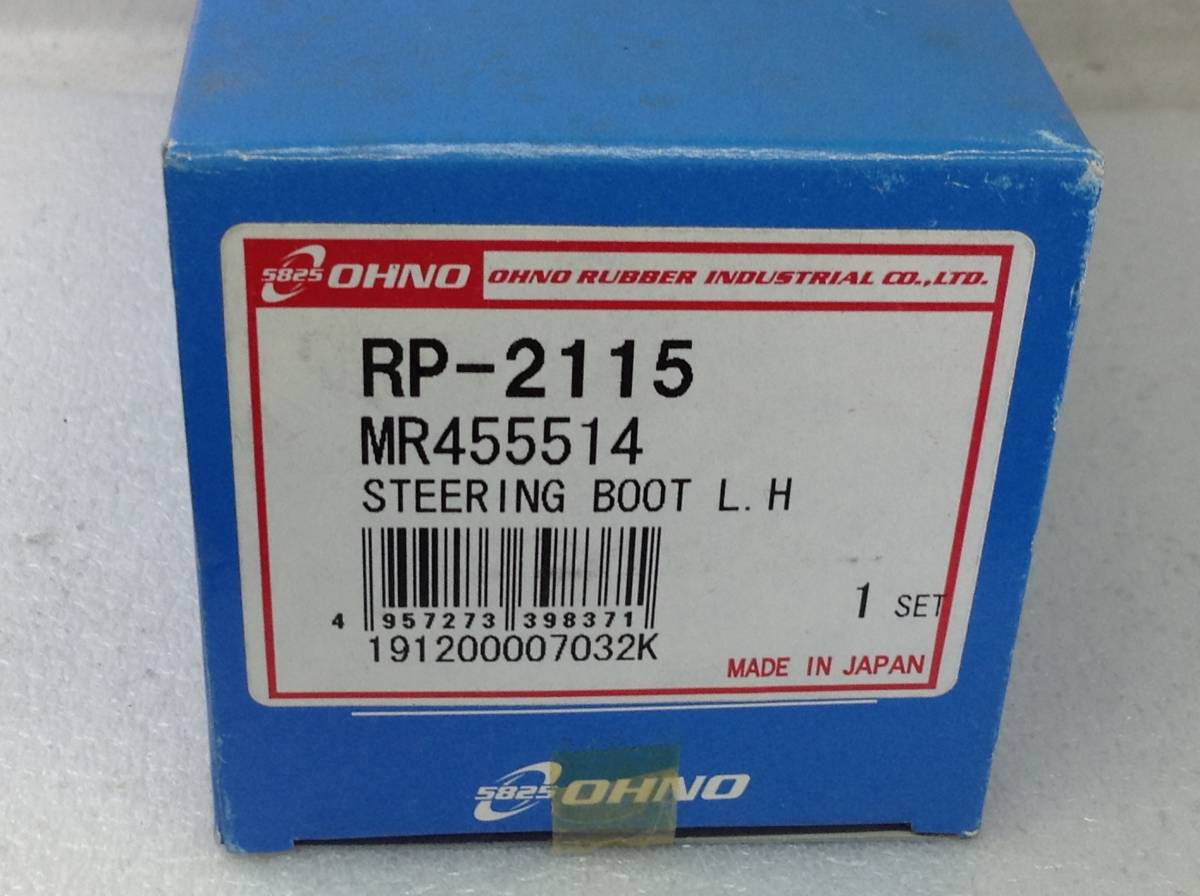 5825 OHNO OHNO RUBBER INDUSTRIAL CO.,LTD.
RP-2115
MR455514
STEERING BOOT L.H
4 957273 398371
1 SET
191200007032K
MADE IN JAPAN
5825 OHNO